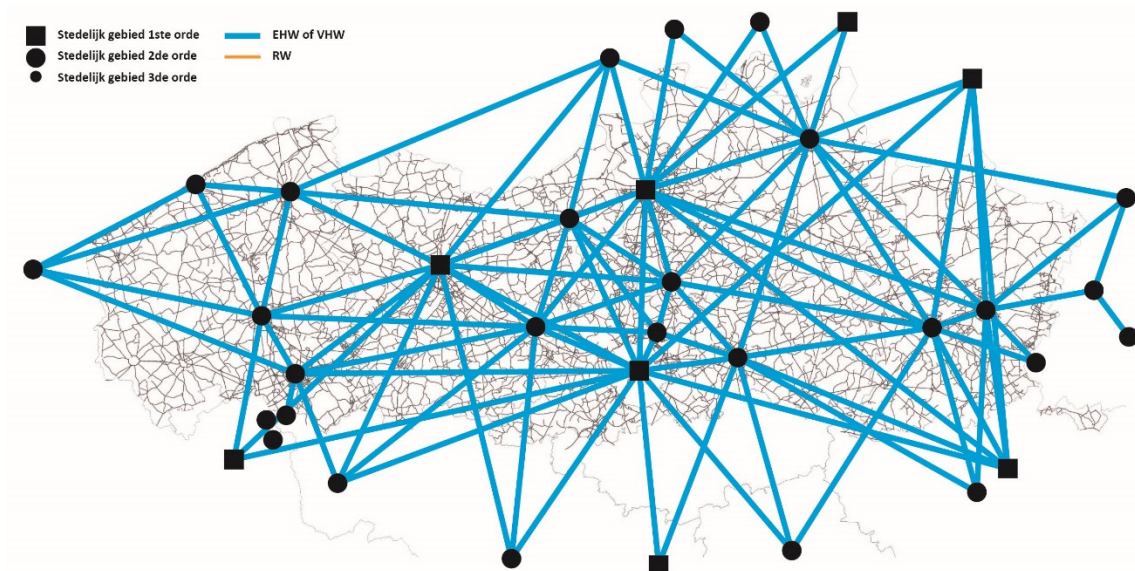 Stedelijk gebied 1ste orde
Stedelijk gebied 2de orde
Stedelijk gebied 3de orde
EHW of VHW
RW